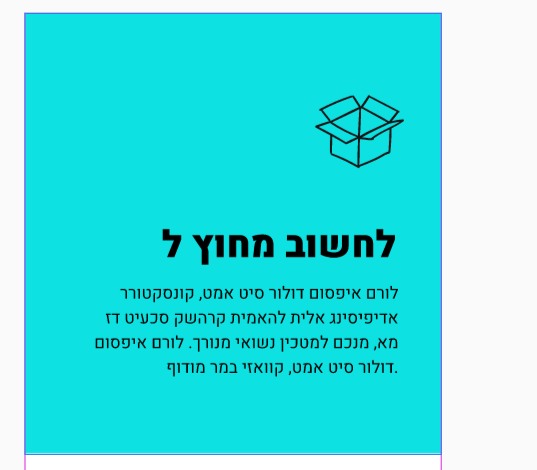 לחשוב מחוץ ל
לורם איפסום דולור סיט אמט, קונסקטורר
אדיפיסינג אלית להאמית קרהשק סכעיט דז
מא, מנכם למטכין נשואי מנורך. לורם איפסום
.דולור סיט אמט, קוואזי במר מודוף